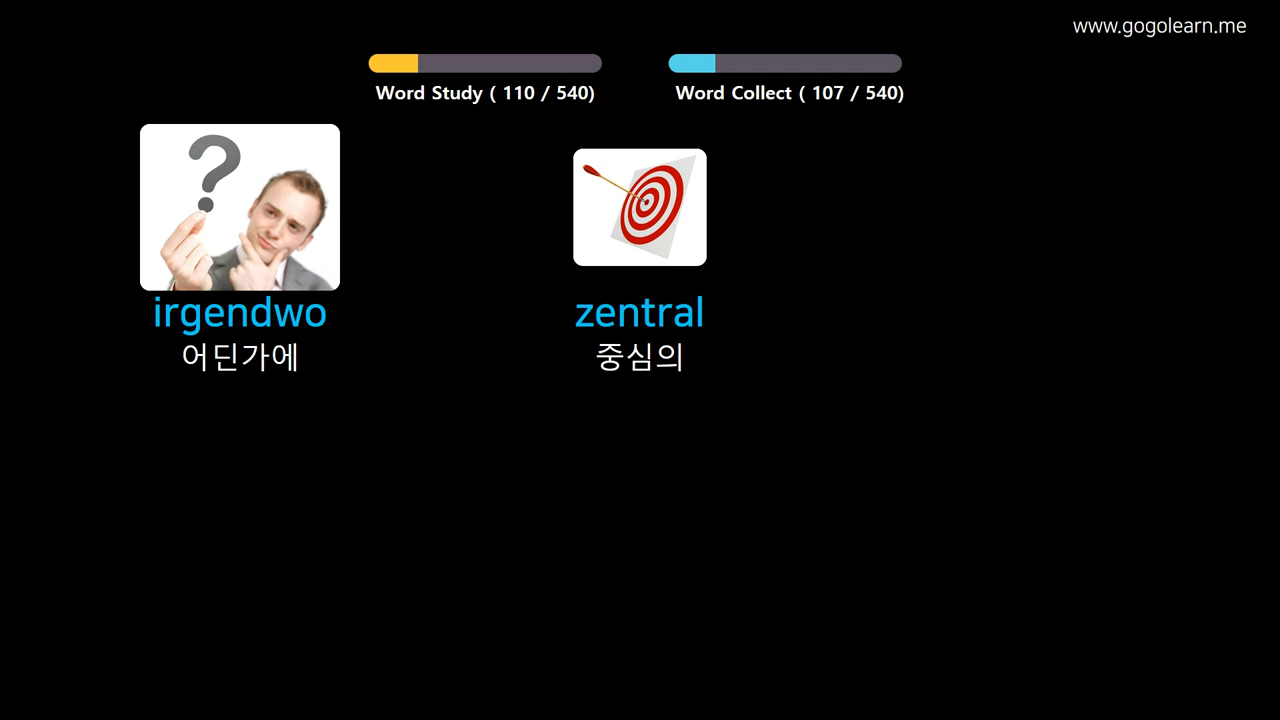 www.gogolearn.me
Word Study ( 110 / 540)
Word Collect ( 107 / 540)
irgendwo
어딘가에
zentral
중심의